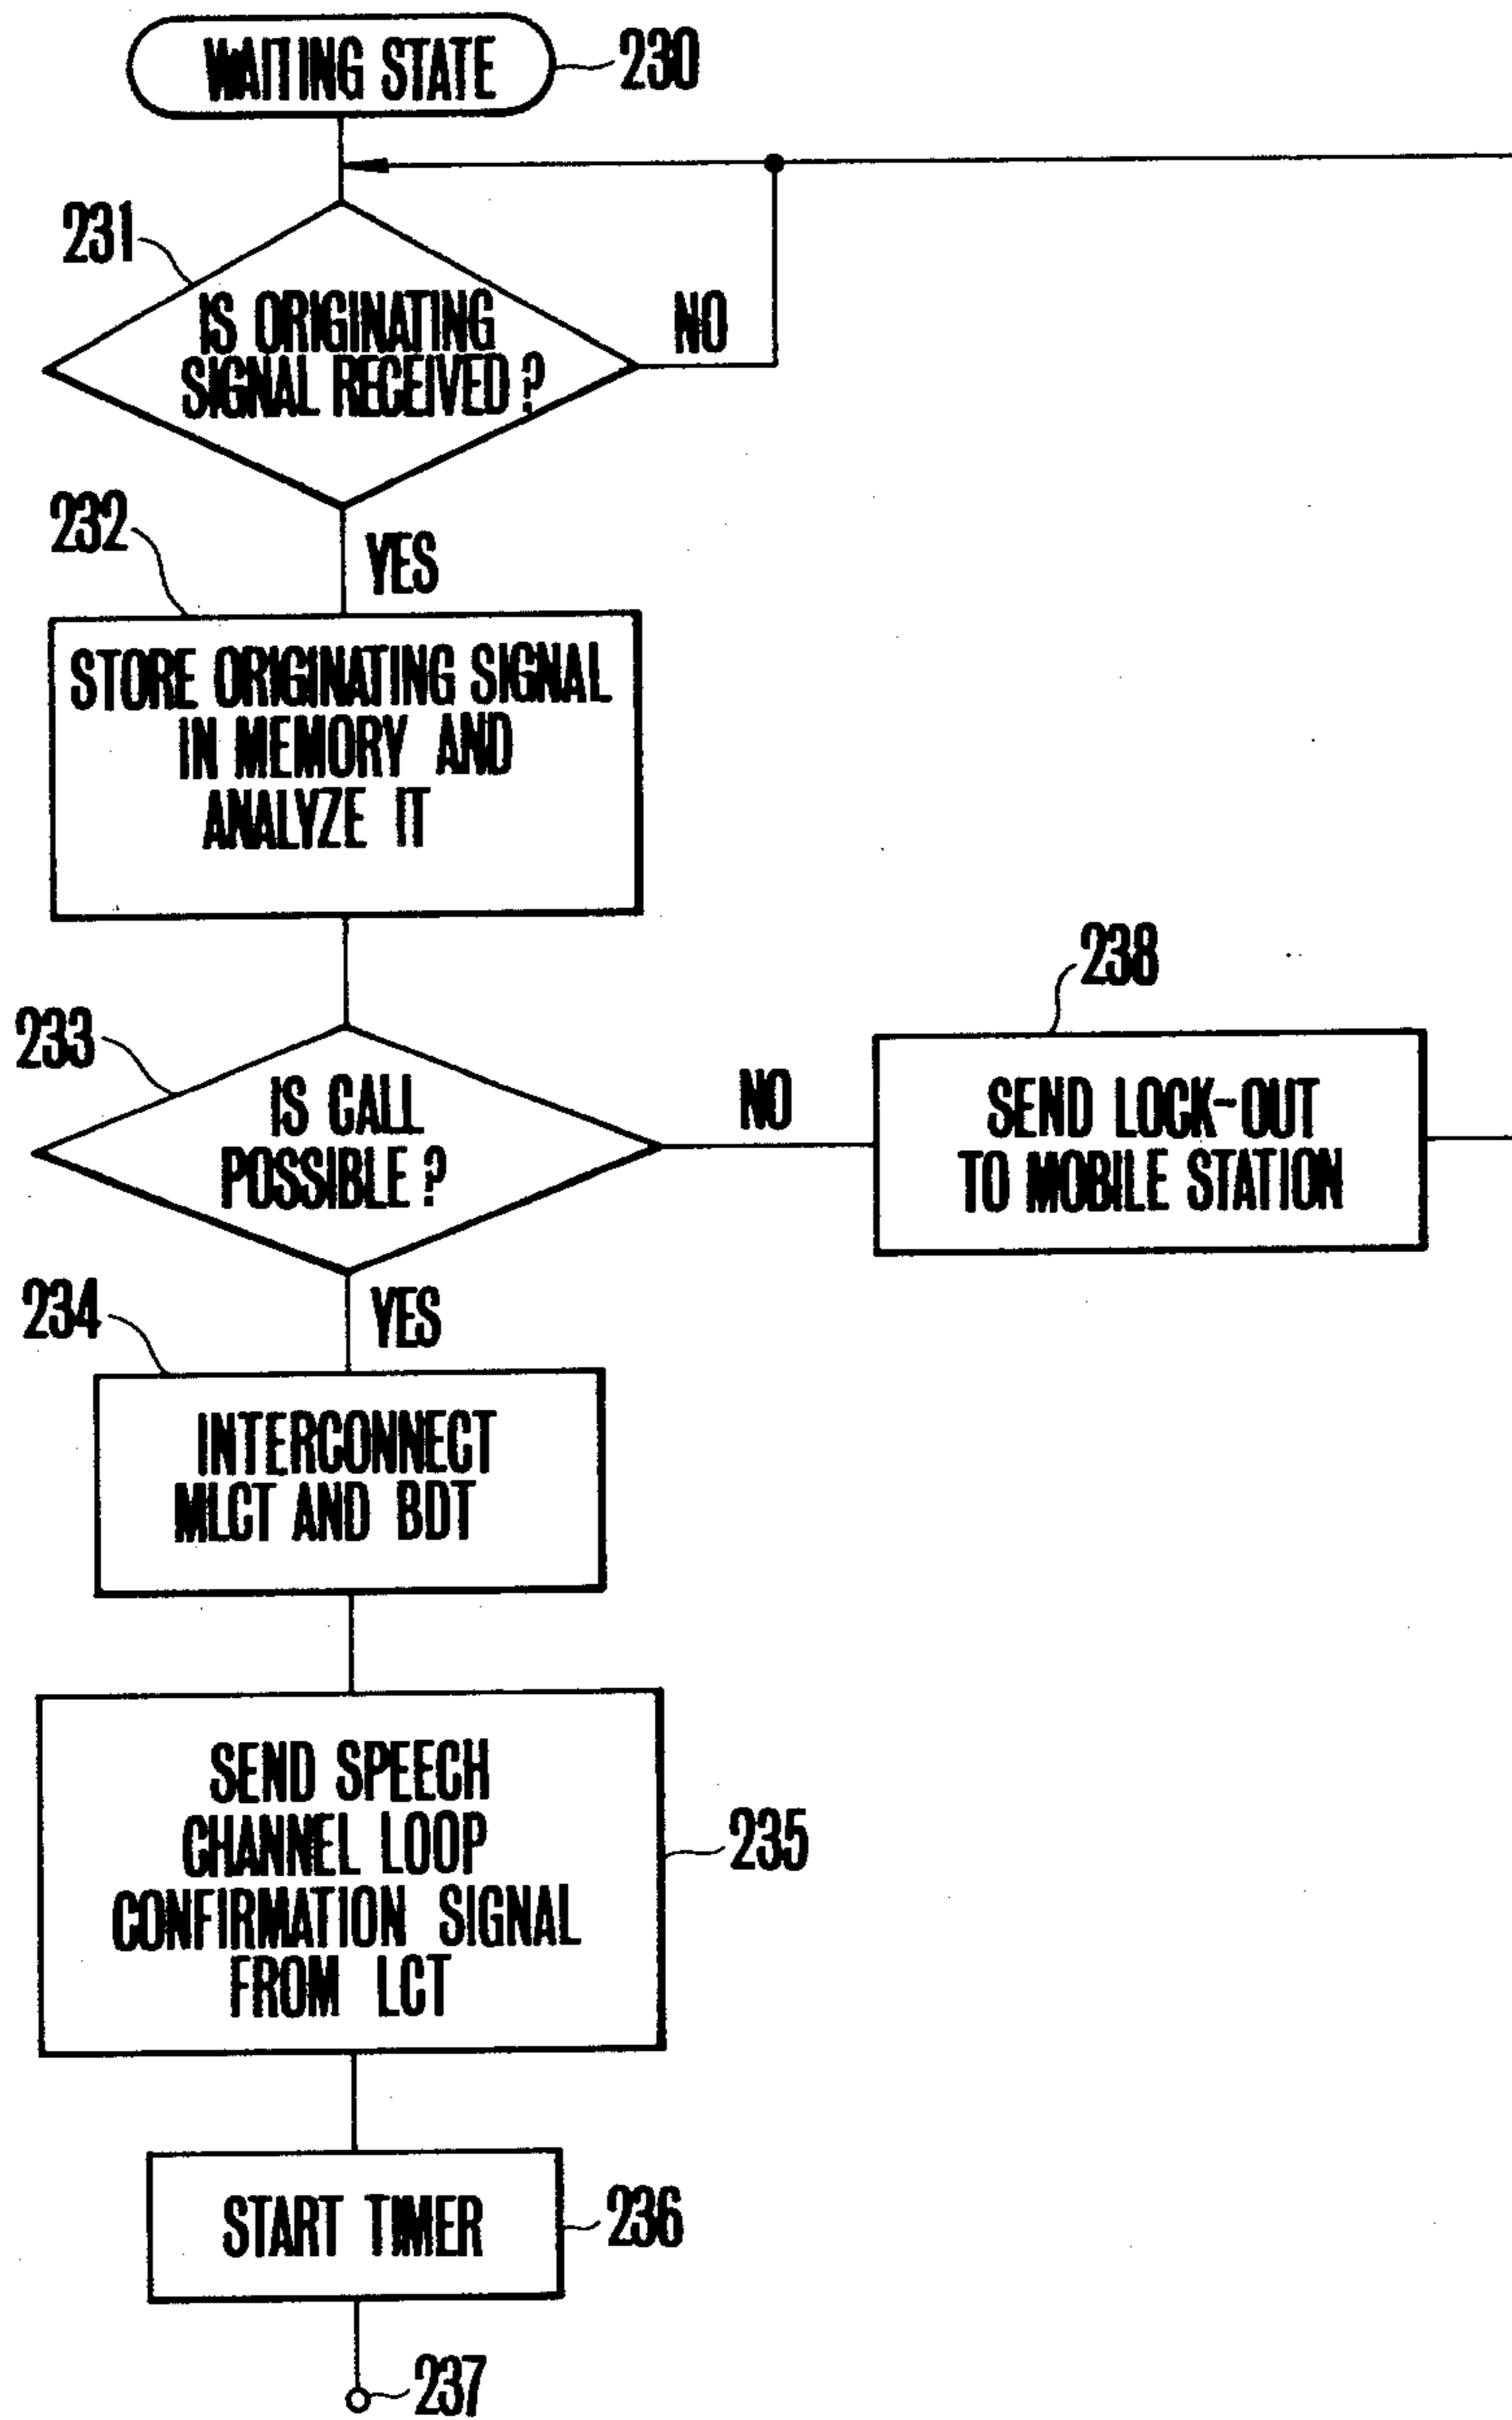 WAITING STATE
230
231
IS ORIGINATING
SIGNAL RECEIVED?
NO
232
YES
STORE ORIGINATING SIGNAL
IN MEMORY AND
ANALYZE IT
233
IS CALL
POSSIBLE?
NO
238
SEND LOCK-OUT
TO MOBILE STATION
234
YES
INTERCONNECT
MLCT AND BDT
SEND SPEECH
CHANNEL LOOP
CONFIRMATION SIGNAL
FROM LCT
235
START TIMER
236
237